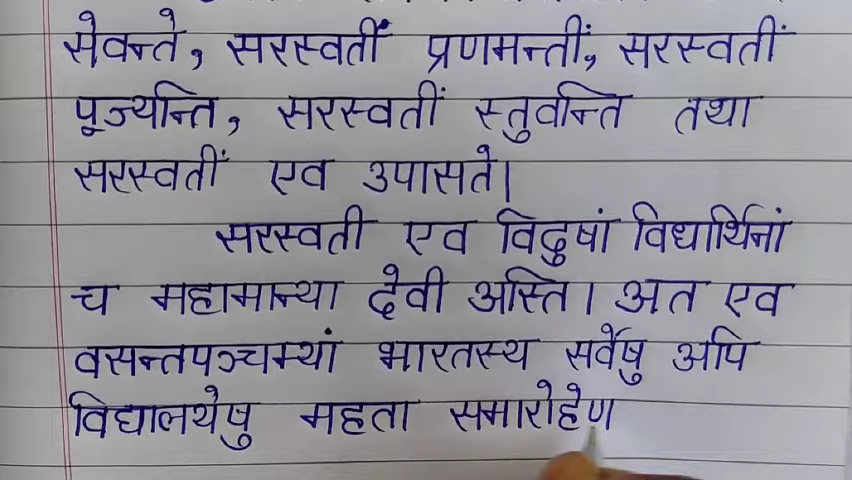 सेवन्ते, सरस्वतीं प्रणमन्तीं, सरस्वतीं
पूज्यन्ति, सरस्वतीं स्तुवन्ति तथा
सरस्वतीं एव उपासते।
सरस्वती एव विदुषां विधार्थिनां
च महामान्या देवी अस्ति। अत एव
वसन्तपञ्चम्यां भारतस्य सर्वेषु अपि
विद्यालयेषु महता समारोहेण